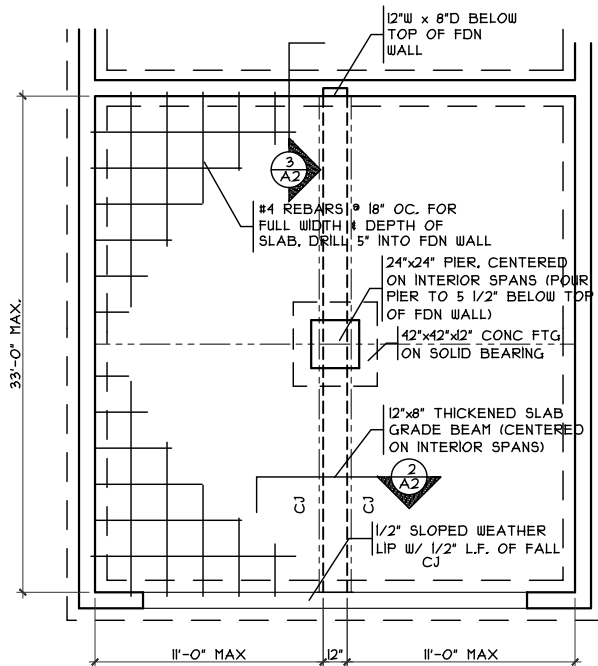 12"W x 8"D BELOW
TOP OF FDN
WALL
3
A2
#4 REBARS @ 18" OC. FOR
FULL WIDTH & DEPTH OF
SLAB, DRILL 5" INTO FDN WALL
24"x24" PIER, CENTERED
ON INTERIOR SPANS (POUR
PIER TO 5 1/2" BELOW TOP
OF FDN WALL)
42"x42"x12" CONC FTG
ON SOLID BEARING
33'-0" MAX.
12"x8" THICKENED SLAB
GRADE BEAM (CENTERED
ON INTERIOR SPANS)
2
A2
CJ
CJ
1/2" SLOPED WEATHER
LIP W/ 1/2" L.F. OF FALL
CJ
11'-0" MAX
12"
11'-0" MAX